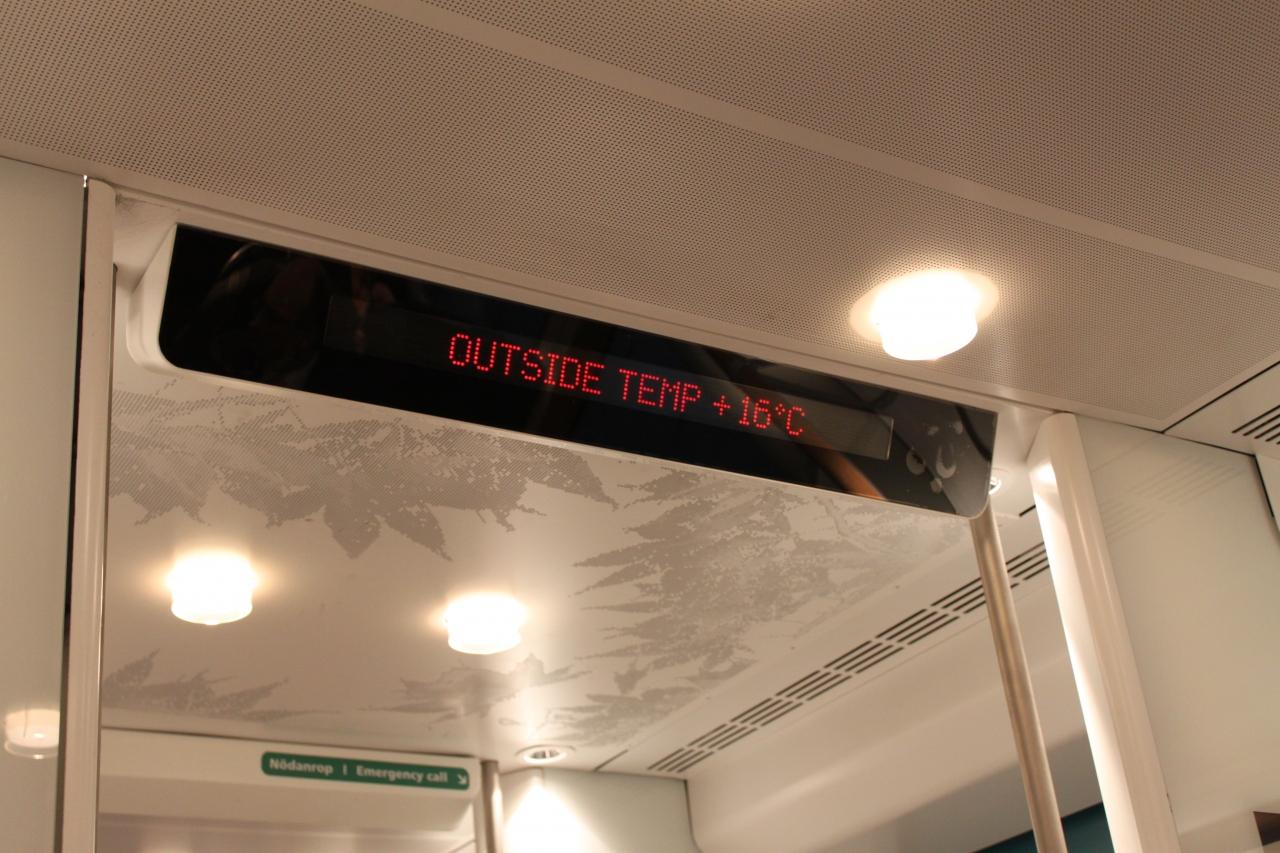 OUTSIDE TEMP +16°C
Nödanrop | Emergency call ↘